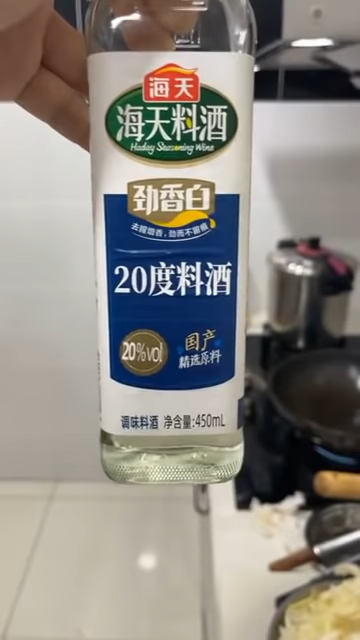 海天
海天料酒
Haday Seasoning Wine
劲香白
去腥增香,劲而不雷椒
20度料酒
20%vol
国产
精选原料
调味料酒 净含量:450mL